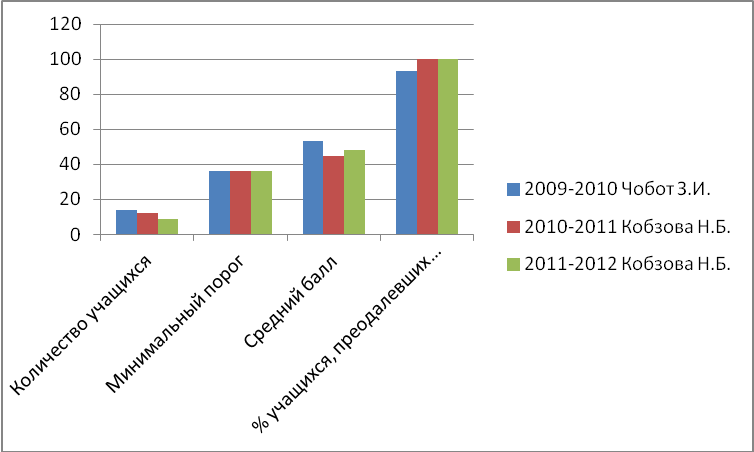 120
100
80
60
40
20
0
Количество учащихся
Минимальный порог
Средний балл
% учащихся, преодалевших...
2009-2010 Чобот З.И.
2010-2011 Кобзова Н.Б.
2011-2012 Кобзова Н.Б.